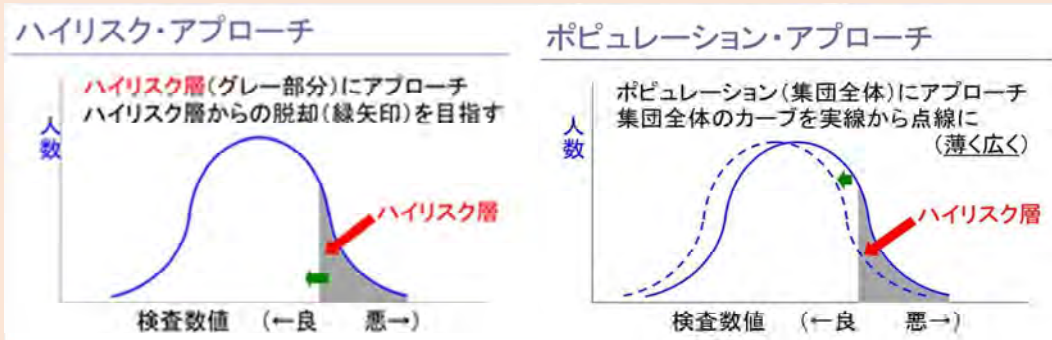 ハイリスク・アプローチ
ハイリスク層(グレー部分)にアプローチ
ハイリスク層からの脱却(緑矢印)を目指す
人数
ハイリスク層
検査数値 (←良 悪→)
ポピュレーション・アプローチ
ポピュレーション(集団全体)にアプローチ
集団全体のカーブを実線から点線に
(薄く広く)
人数
ハイリスク層
検査数値 (←良 悪→)